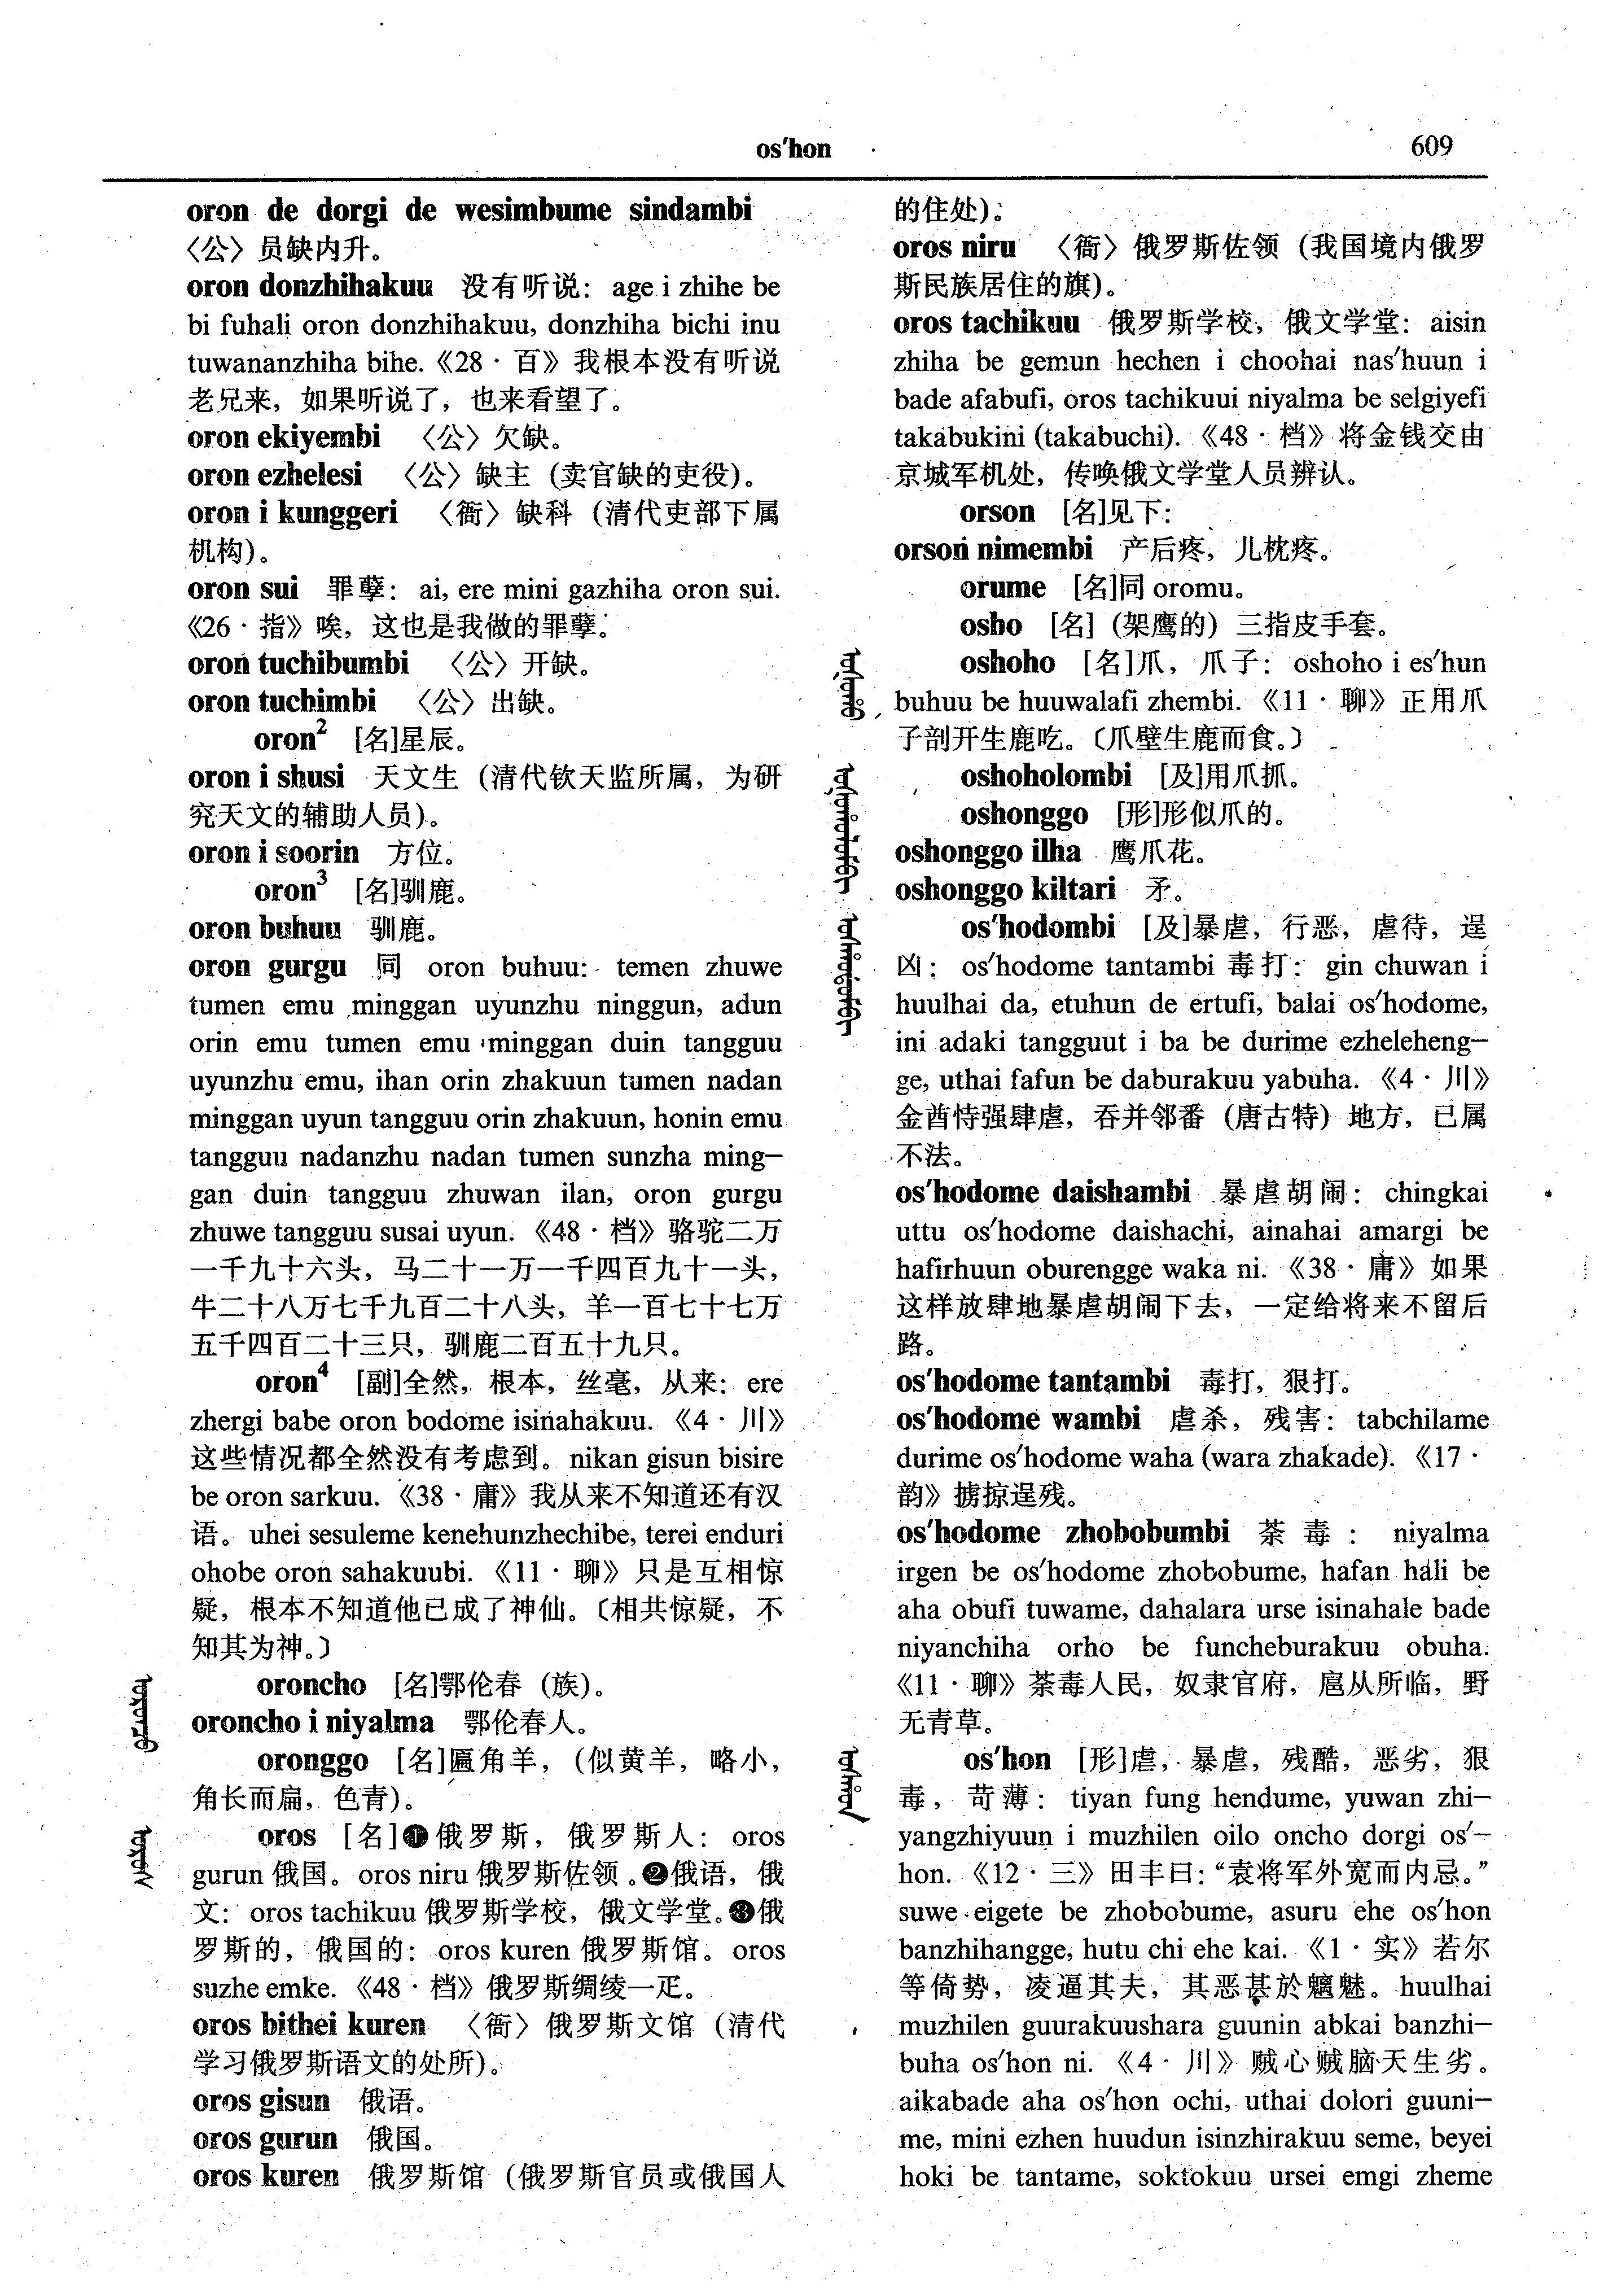 os′hon
609
oron de dorgi de wesimbume sindambi
〈公〉员缺内升。
oron donzhihakuu 没有听说：age i zhihe be
bi fuhali oron donzhihakuu, donzhiha bichi inu
tuwananzhiha bihe.《28·百》我根本没有听说
老兄来，如果听说了，也来看望了。
oron ekiyembi 〈公〉欠缺。
oron ezhelesi 〈公〉缺主（卖官缺的吏役）。
oron i kunggeri 〈衙〉缺科（清代吏部下属
机构）。
oron sui 罪孽：ai, ere mini gazhiha oron sui.
《26·指》唉，这也是我做的罪孽。
oron tuchibumbi 〈公〉开缺。
oron tuchimbi 〈公〉出缺。
oron² [名]星辰。
oron i shusi 天文生（清代钦天监所属，为研
究天文的辅助人员）。
oron i soorin 方位。
oron³ [名]驯鹿。
oron buhuu 驯鹿。
oron gurgu 同 oron buhuu: temen zhuwe
tumen emu minggan uyunzhu ninggun, adun
orin emu tumen emu minggan duin tangguu
uyunzhu emu, ihan orin zhakuun tumen nadan
minggan uyun tangguu orin zhakuun, honin emu
tangguu nadanzhu nadan tumen sunzha ming–
gan duin tangguu zhuwan ilan, oron gurgu
zhuwe tangguu susai uyun.《48·档》骆驼二万
一千九十六头，马二十一万一千四百九十一头，
牛二十八万七千九百二十八头，羊一百七十七万
五千四百二十三只，驯鹿二百五十九只。
oron⁴ [副]全然，根本，丝毫，从来：ere
zhergi babe oron bodome isinahakuu.《4·川》
这些情况都全然没有考虑到。nikan gisun bisire
be oron sarkuu.《38·庸》我从来不知道还有汉
语。uhei sesuleme kenehunzhechibe, terei enduri
ohobe oron sahakuubi.《11·聊》只是互相惊
疑，根本不知道他已成了神仙。〔相共惊疑，不
知其为神。〕
ᠣᡵᠣᠨᠴᠣ
oroncho [名]鄂伦春（族）。
oroncho i niyalma 鄂伦春人。
oronggo [名]匾角羊，（似黄羊，略小，
角长而扁，色青）。
ᠣᡵᠣᠰ
oros [名]❶俄罗斯，俄罗斯人：oros
gurun 俄国。oros niru 俄罗斯佐领。❷俄语，俄
文：oros tachikuu 俄罗斯学校，俄文学堂。❸俄
罗斯的，俄国的：oros kuren 俄罗斯馆。oros
suzhe emke.《48·档》俄罗斯绸绫一疋。
oros bithei kuren 〈衙〉俄罗斯文馆（清代
学习俄罗斯语文的处所）。
oros gisun 俄语。
oros gurun 俄国。
oros kuren 俄罗斯馆（俄罗斯官员或俄国人
的住处）。
oros niru 〈衙〉俄罗斯佐领（我国境内俄罗
斯民族居住的旗）。
oros tachikuu 俄罗斯学校，俄文学堂：aisin
zhiha be gemun hechen i choohai nas′huun i
bade afabufi, oros tachikuui niyalma be selgiyefi
takabukini (takabuchi).《48·档》将金钱交由
京城军机处，传唤俄文学堂人员辨认。
orson [名]见下：
orson nimembi 产后疼，儿枕疼。
orume [名]同 oromu。
osho [名]（架鹰的）三指皮手套。
ᠣᡧᠣᡥᠣ
oshoho [名]爪，爪子：oshoho i es′hun
buhuu be huuwalafi zhembi.《11·聊》正用爪
子剖开生鹿吃。〔爪壁生鹿而食。〕
ᠣᡧᠣᡥᠣᠯᠣᠮᠪᡳ
oshoholombi [及]用爪抓。
oshonggo [形]形似爪的。
oshonggo ilha 鹰爪花。
oshonggo kiltari 矛。
ᠣᠰᡥᠣᡩᠣᠮᠪᡳ
os′hodombi [及]暴虐，行恶，虐待，逞
凶：os′hodome tantambi 毒打：gin chuwan i
huulhai da, etuhun de ertufi, balai os′hodome,
ini adaki tangguut i ba be durime ezheleheng–
ge, uthai fafun be daburakuu yabuha.《4·川》
金酋恃强肆虐，吞并邻番（唐古特）地方，已属
不法。
os′hodome daishambi 暴虐胡闹：chingkai
uttu os′hodome daishachi, ainahai amargi be
hafirhuun oburengge waka ni.《38·庸》如果
这样放肆地暴虐胡闹下去，一定给将来不留后
路。
os′hodome tantambi 毒打，狠打。
os′hodome wambi 虐杀，残害：tabchilame
durime os′hodome waha (wara zhakade).《17·
韵》掳掠逞残。
os′hodome zhobobumbi 荼毒：niyalma
irgen be os′hodome zhobobume, hafan hali be
aha obufi tuwame, dahalara urse isinahale bade
niyanchiha orho be funcheburakuu obuha.
《11·聊》荼毒人民，奴隶官府，扈从所临，野
无青草。
ᠣᠰᡥᠣᠨ
os′hon [形]虐，暴虐，残酷，恶劣，狠
毒，苛薄：tiyan fung hendume, yuwan zhi–
yangzhiyuun i muzhilen oilo oncho dorgi os′–
hon.《12·三》田丰曰：“袁将军外宽而内忌。”
suwe eigete be zhobobume, asuru ehe os′hon
banzhihangge, hutu chi ehe kai.《1·实》若尔
等倚势，凌逼其夫，其恶甚於魑魅。huulhai
muzhilen guurakuushara guunin abkai banzhi–
buha os′hon ni.《4·川》贼心贼脑天生劣。
aikabade aha os′hon ochi, uthai dolori guuni–
me, mini ezhen huudun isinzhirakuu seme, beyei
hoki be tantame, soktokuu ursei emgi zheme